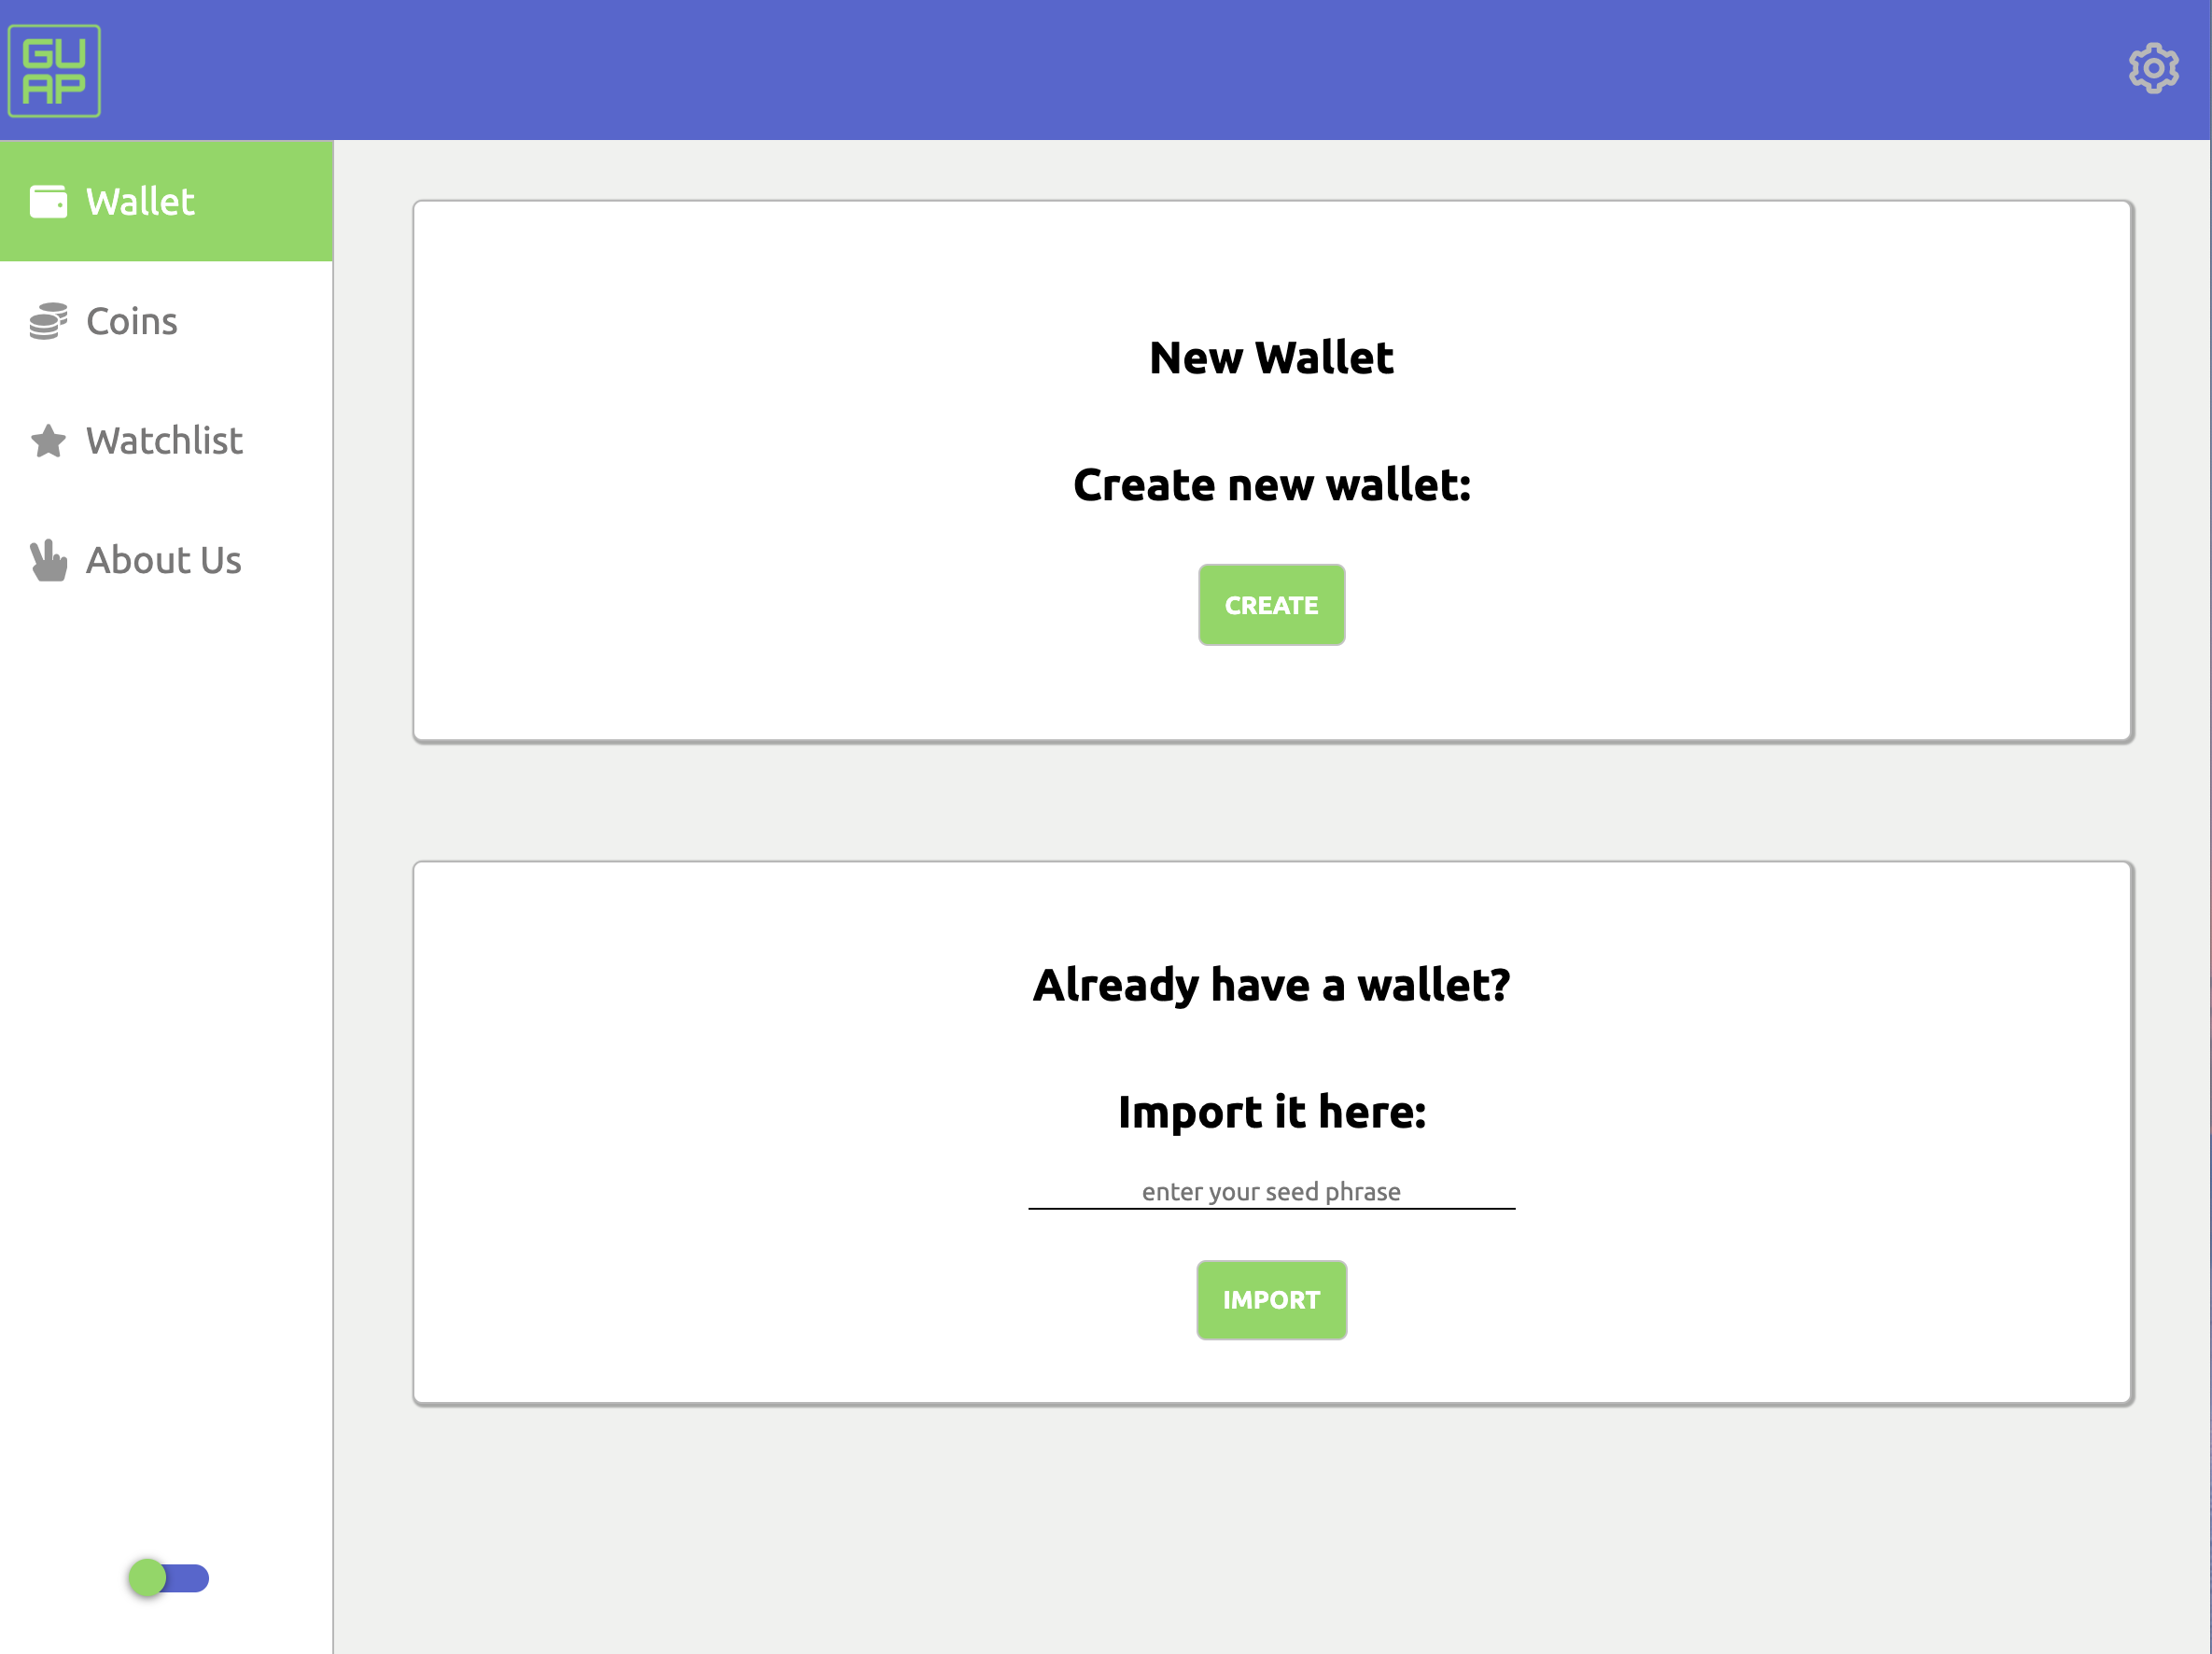 GU
AP
Wallet
Coins
Watchlist
About Us
New Wallet
Create new wallet:
CREATE
Already have a wallet?
Import it here:
enter your seed phrase
IMPORT